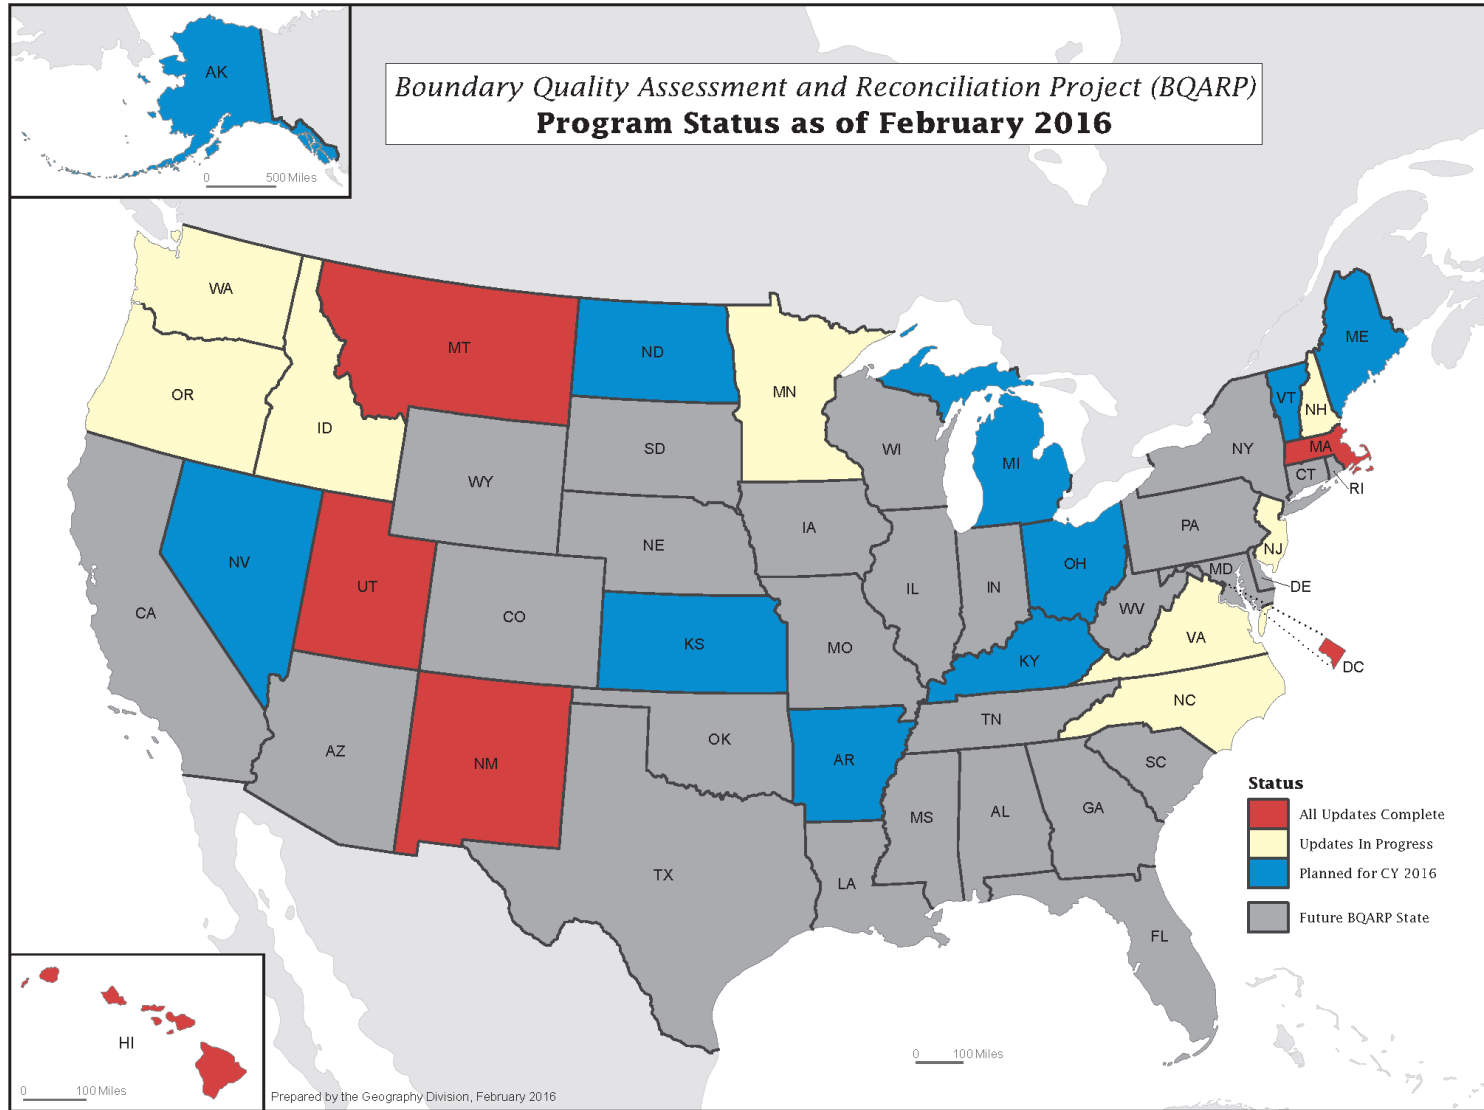 AK
0 500 Miles
Boundary Quality Assessment and Reconciliation Project (BQARP)
Program Status as of February 2016
WA
MT
ND
ME
OR
ID
MN
VT
NH
SD
WI
MI
NY
MA
WY
CT
RI
IA
PA
NE
NJ
NV
OH
MD
UT
IL
IN
DE
CA
CO
WV
KS
MO
VA
KY
DC
NC
TN
OK
AZ
NM
AR
SC
MS
AL
GA
TX
LA
FL
Status
All Updates Complete
Updates In Progress
Planned for CY 2016
Future BQARP State
HI
0 100 Miles
0 100 Miles
Prepared by the Geography Division, February 2016